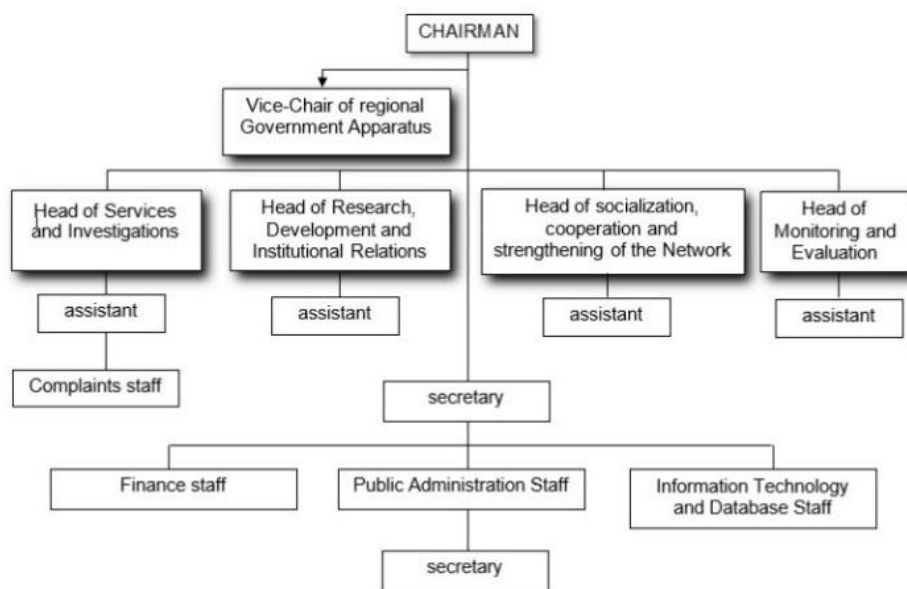 CHAIRMAN
Vice-Chair of regional
Government Apparatus
Head of Services
and Investigations
Head of Research,
Development and
Institutional Relations
Head of socialization,
cooperation and
strengthening of the Network
Head of
Monitoring and
Evaluation
assistant
assistant
assistant
assistant
Complaints staff
secretary
Finance staff
Public Administration Staff
Information Technology
and Database Staff
secretary